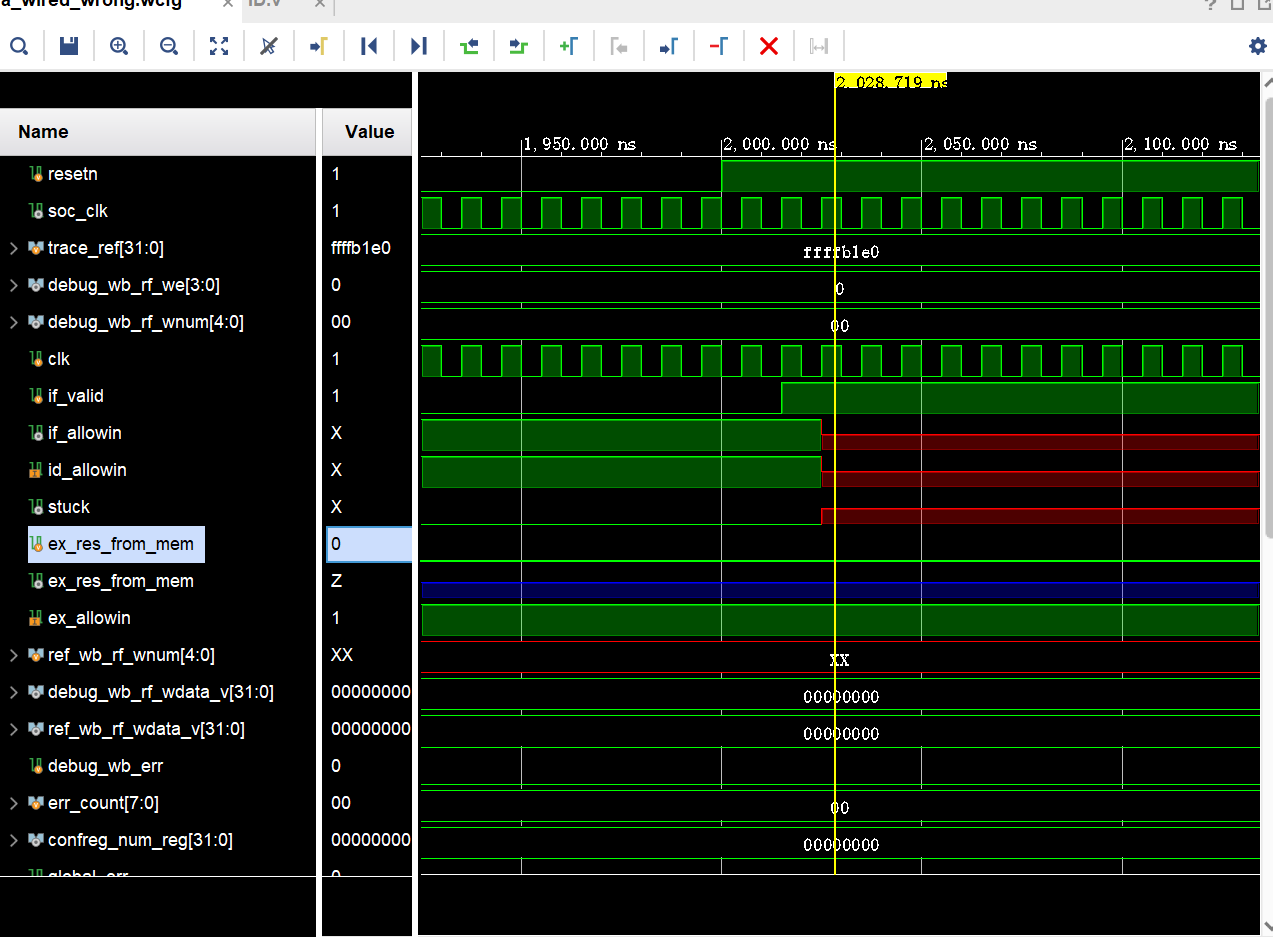 a_wired_wrong.wcfg × ID.v ×
2,028.719 ns
Name Value
1,950.000 ns 2,000.000 ns 2,050.000 ns 2,100.000 ns
resetn 1
soc_clk 1
trace_ref[31:0] ffffb1e0 ffffb1e0
debug_wb_rf_we[3:0] 0 0
debug_wb_rf_wnum[4:0] 00 00
clk 1
if_valid 1
if_allowin X
id_allowin X
stuck X
ex_res_from_mem 0
ex_res_from_mem Z
ex_allowin 1
ref_wb_rf_wnum[4:0] XX XX
debug_wb_rf_wdata_v[31:0] 00000000 00000000
ref_wb_rf_wdata_v[31:0] 00000000 00000000
debug_wb_err 0
err_count[7:0] 00 00
confreg_num_reg[31:0] 00000000 00000000
global_err 0